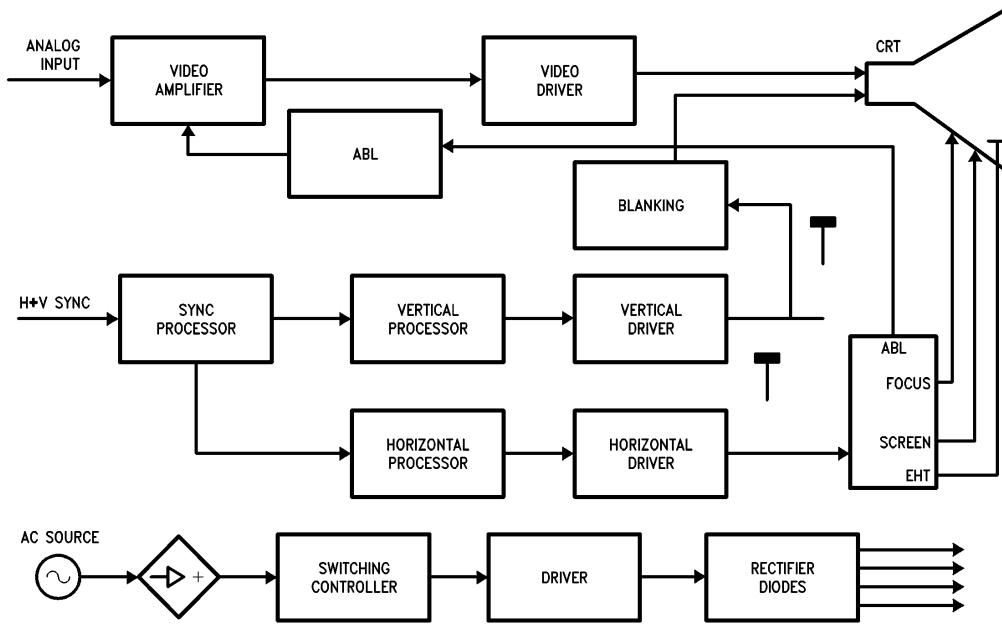 ANALOG
INPUT
VIDEO
AMPLIFIER
VIDEO
DRIVER
CRT
ABL
BLANKING
H+V SYNC
SYNC
PROCESSOR
VERTICAL
PROCESSOR
VERTICAL
DRIVER
ABL
FOCUS
SCREEN
EHT
HORIZONTAL
PROCESSOR
HORIZONTAL
DRIVER
AC SOURCE
+
SWITCHING
CONTROLLER
DRIVER
RECTIFIER
DIODES